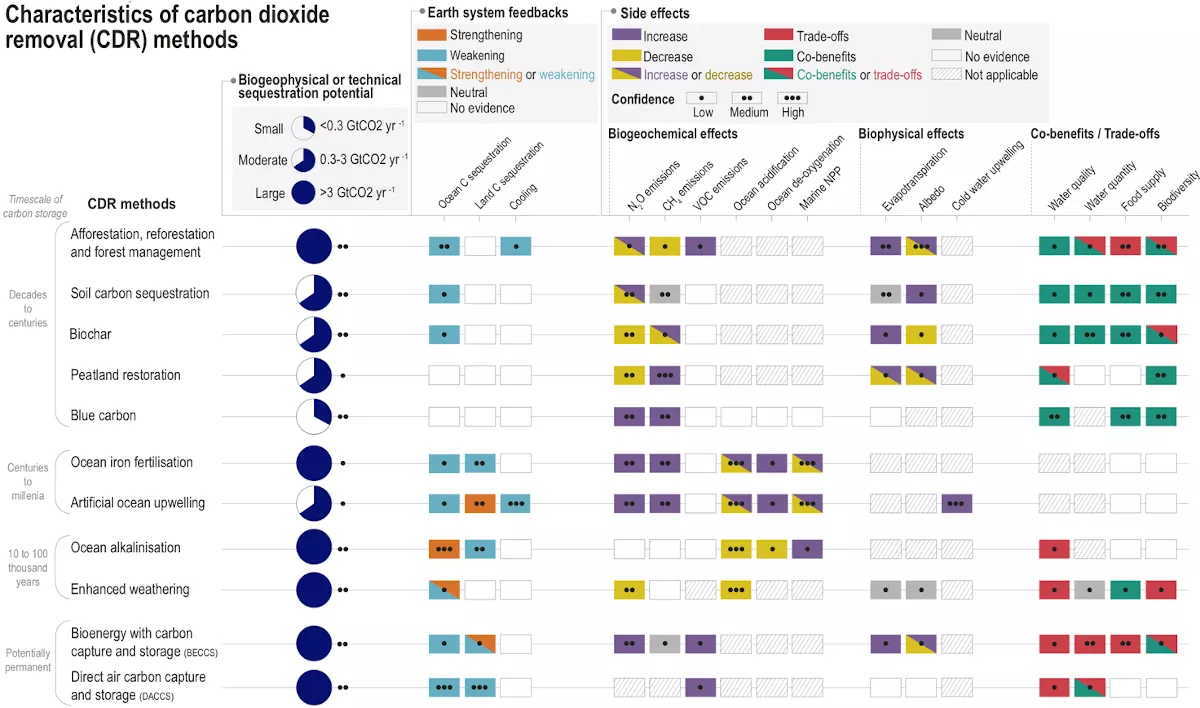 Characteristics of carbon dioxide
removal (CDR) methods
Earth system feedbacks
Strengthening
Weakening
Strengthening or weakening
Neutral
No evidence
Side effects
Increase
Decrease
Increase or decrease
Trade-offs
Co-benefits
Co-benefits or trade-offs
Neutral
No evidence
Not applicable
Confidence
Low
Medium
High
Biogeophysical or technical
sequestration potential
Small <0.3 GtCO2 yr -1
Moderate 0.3-3 GtCO2 yr -1
Large >3 GtCO2 yr -1
Biogeochemical effects
Biophysical effects
Co-benefits / Trade-offs
Ocean C sequestration
Land C sequestration
Cooling
N2O emissions
CH4 emissions
VOC emissions
Ocean acidification
Ocean de-oxygenation
Marine NPP
Evapotranspiration
Albedo
Cold water upwelling
Water quality
Water quantity
Food supply
Biodiversity
Timescale of
carbon storage
CDR methods
Decades
to
centuries
Afforestation, reforestation
and forest management
Soil carbon sequestration
Biochar
Peatland restoration
Blue carbon
Centuries
to
millenia
Ocean iron fertilisation
Artificial ocean upwelling
10 to 100
thousand
years
Ocean alkalinisation
Enhanced weathering
Potentially
permanent
Bioenergy with carbon
capture and storage (BECCS)
Direct air carbon capture
and storage (DACCS)